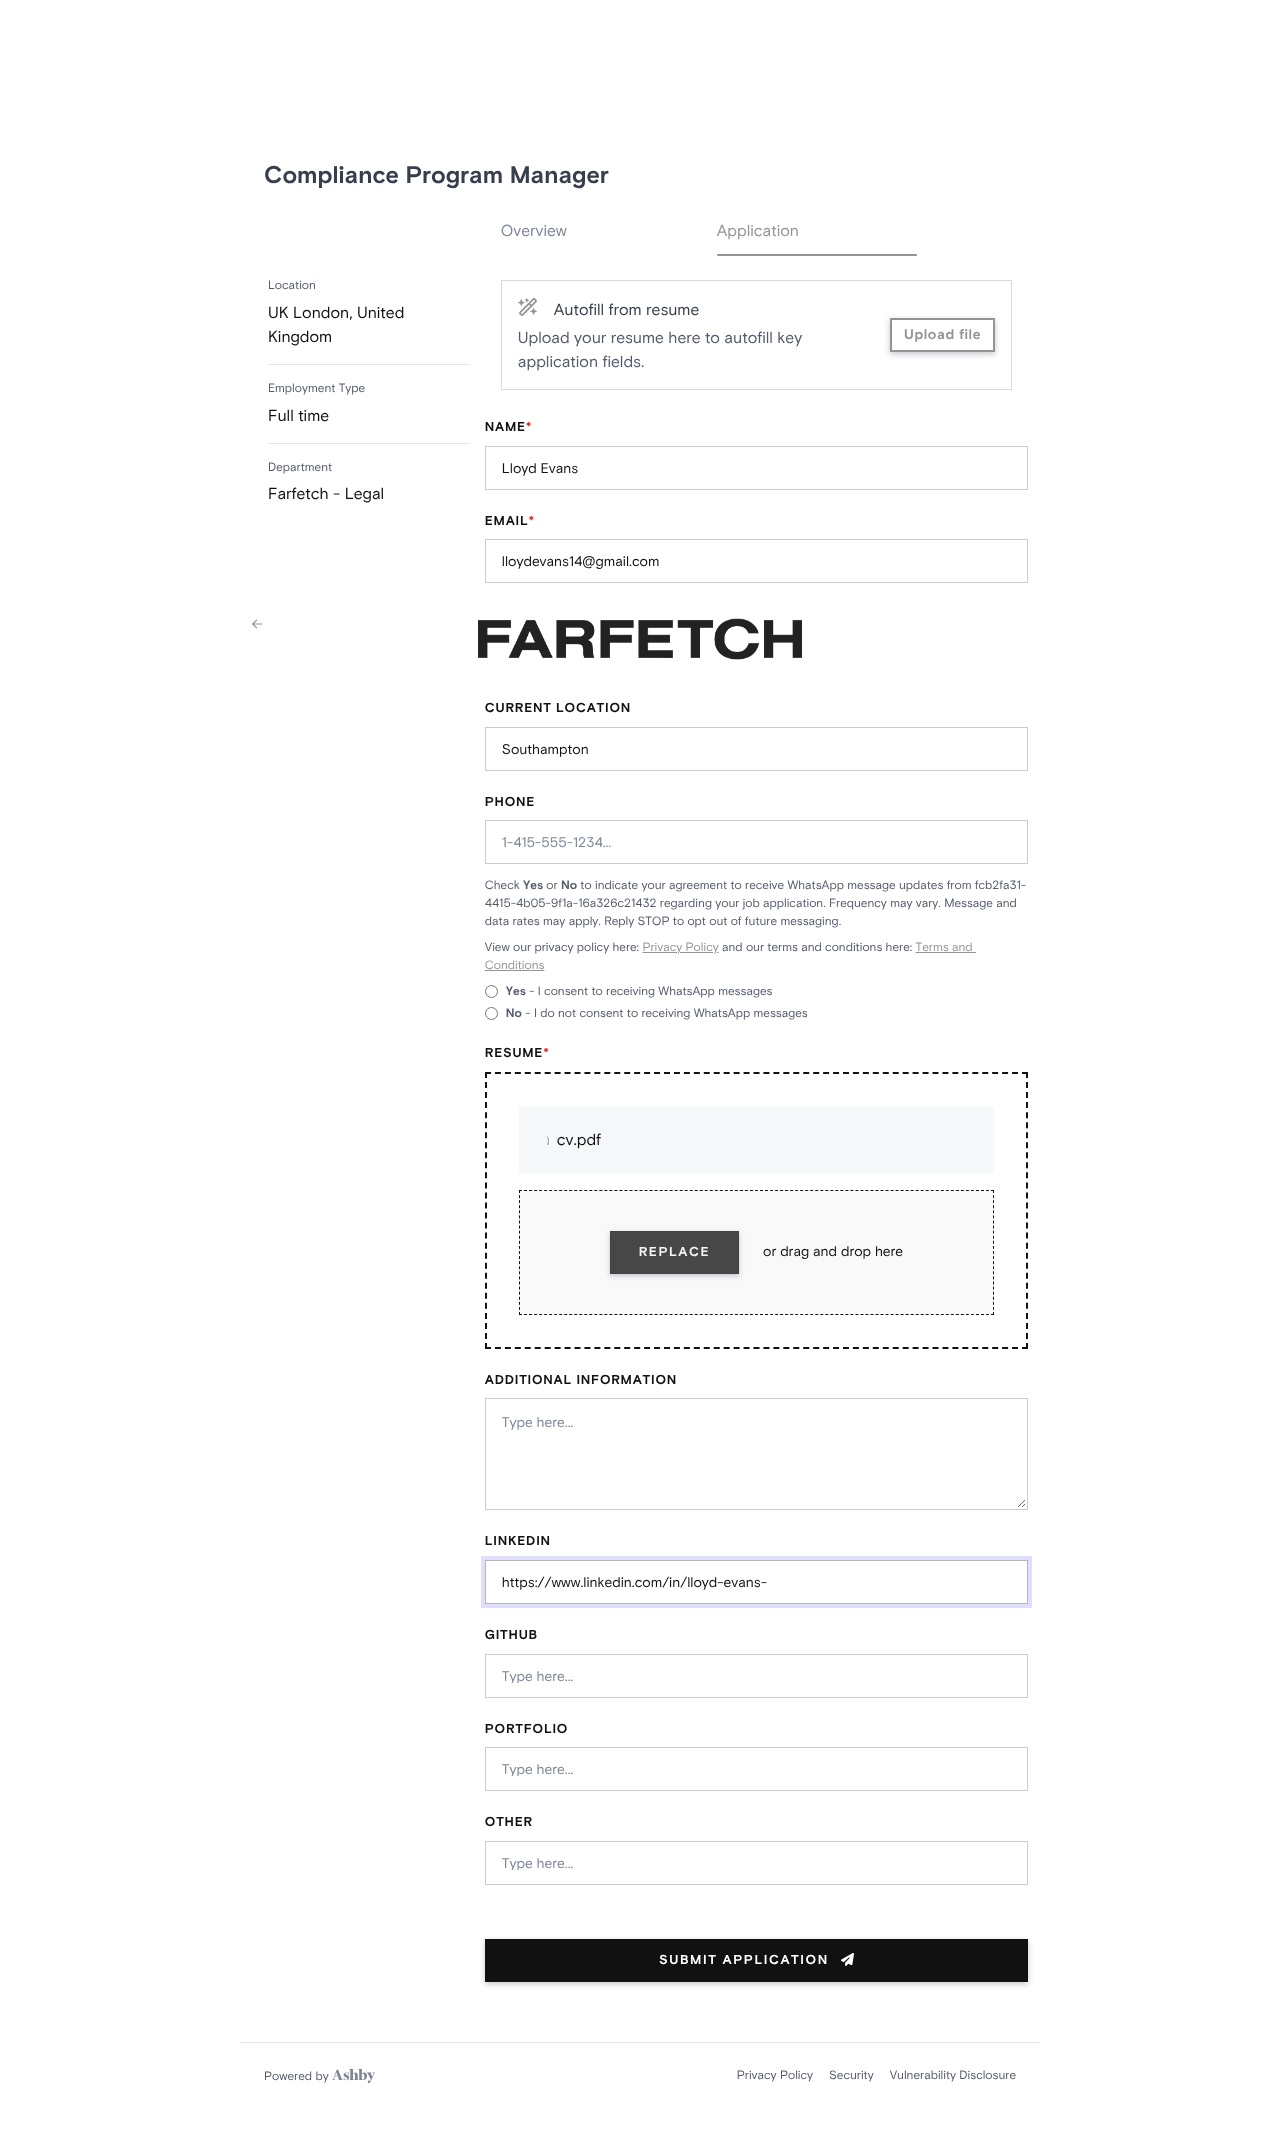 Compliance Program Manager
Overview
Application
Location
UK London, United
Kingdom
Employment Type
Full time
Department
Farfetch - Legal
Autofill from resume
Upload your resume here to autofill key
application fields.
Upload file
NAME*
Lloyd Evans
EMAIL*
lloydevans14@gmail.com
FARFETCH
CURRENT LOCATION
Southampton
PHONE
1-415-555-1234...
Check Yes or No to indicate your agreement to receive WhatsApp message updates from fcb2fa31-
4415-4b05-9f1a-16a326c21432 regarding your job application. Frequency may vary. Message and
data rates may apply. Reply STOP to opt out of future messaging.
View our privacy policy here: Privacy Policy and our terms and conditions here: Terms and
Conditions
Yes - I consent to receiving WhatsApp messages
No - I do not consent to receiving WhatsApp messages
RESUME*
cv.pdf
REPLACE
or drag and drop here
ADDITIONAL INFORMATION
Type here...
LINKEDIN
https://www.linkedin.com/in/lloyd-evans-
GITHUB
Type here...
PORTFOLIO
Type here...
OTHER
Type here...
SUBMIT APPLICATION
Powered by Ashby
Privacy Policy
Security
Vulnerability Disclosure